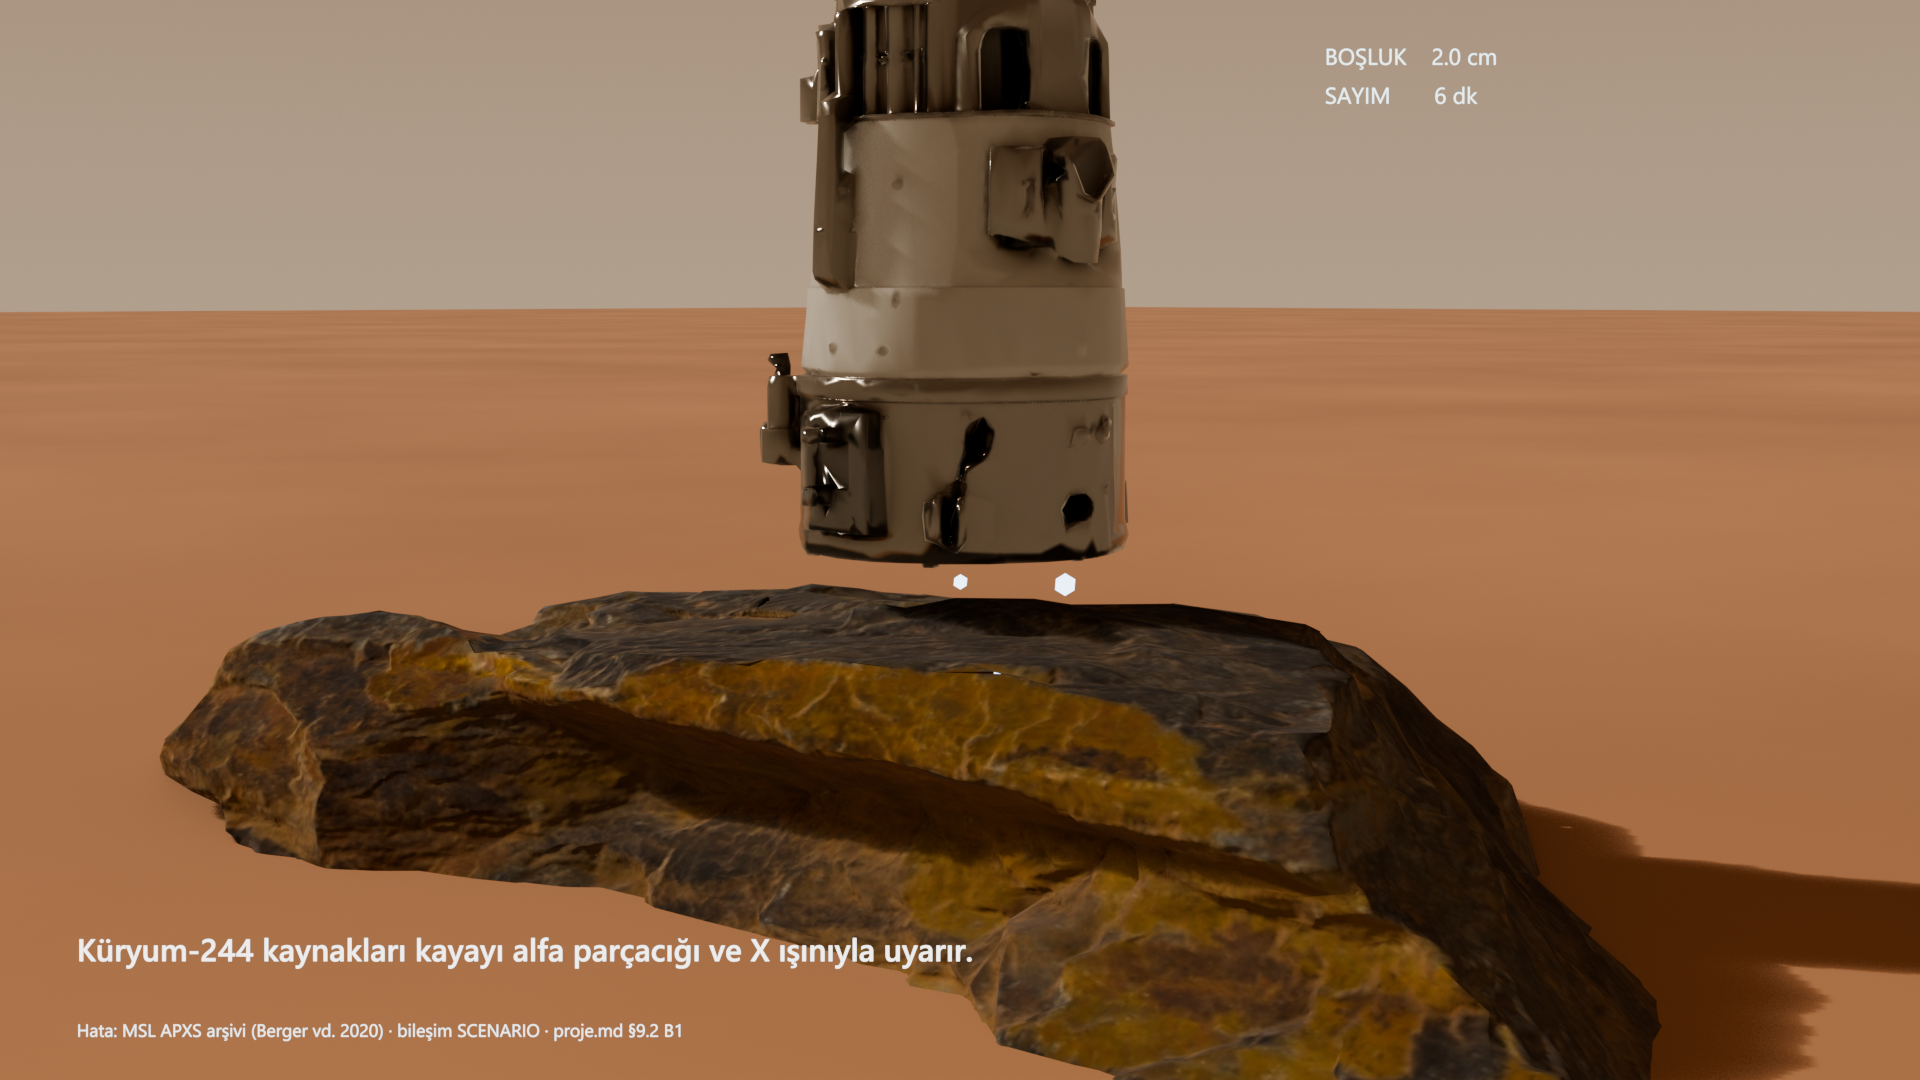 BOŞLUK 2.0 cm
SAYIM 6 dk
Küryum-244 kaynakları kayayı alfa parçacığı ve X ışınıyla uyarır.
Hata: MSL APXS arşivi (Berger vd. 2020) · bileşim SCENARIO · proje.md §9.2 B1